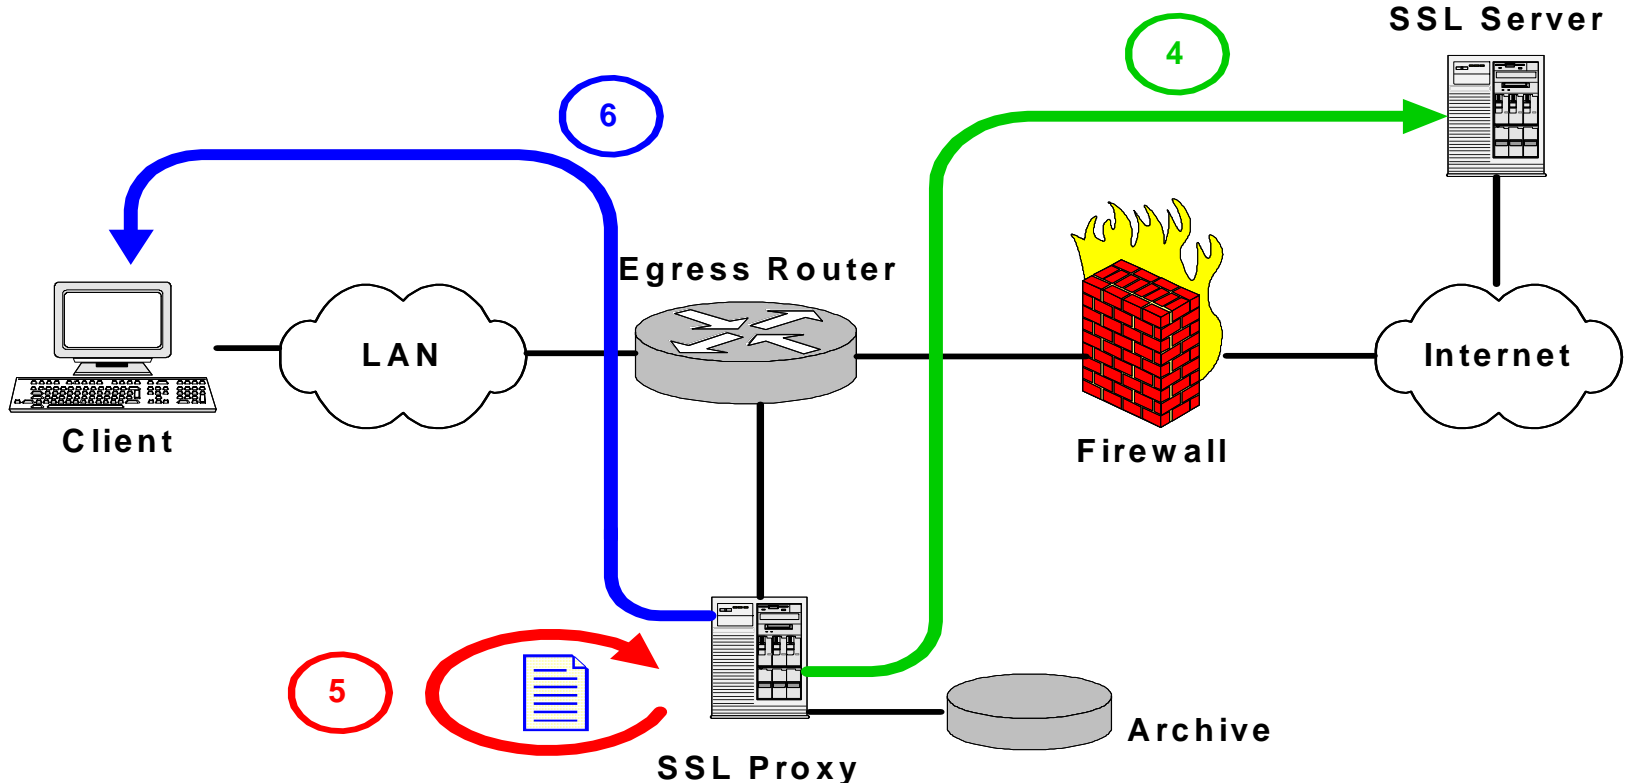 SSL Server
4
6
Egress Router
LAN
Internet
Client
Firewall
5
Archive
SSL Proxy